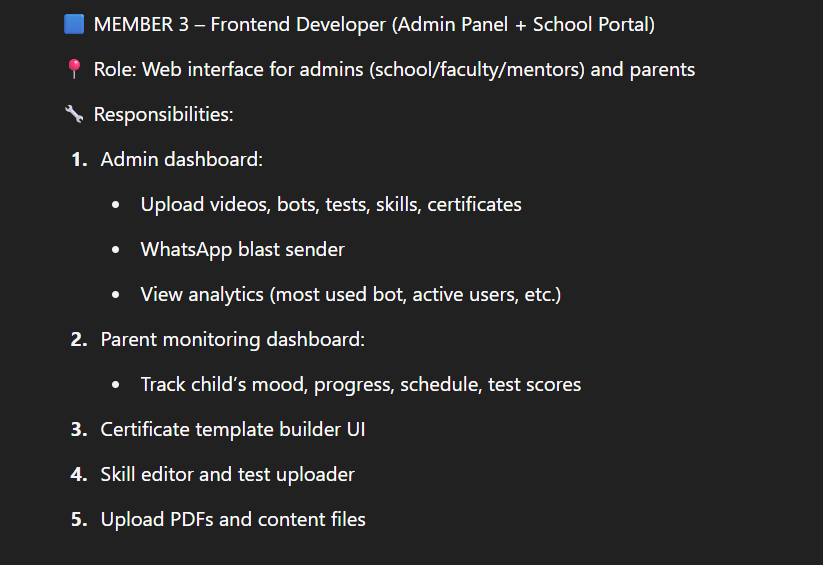 🟦 MEMBER 3 – Frontend Developer (Admin Panel + School Portal)
📍 Role: Web interface for admins (school/faculty/mentors) and parents
🔧 Responsibilities:
1. Admin dashboard:
• Upload videos, bots, tests, skills, certificates
• WhatsApp blast sender
• View analytics (most used bot, active users, etc.)
2. Parent monitoring dashboard:
• Track child’s mood, progress, schedule, test scores
3. Certificate template builder UI
4. Skill editor and test uploader
5. Upload PDFs and content files